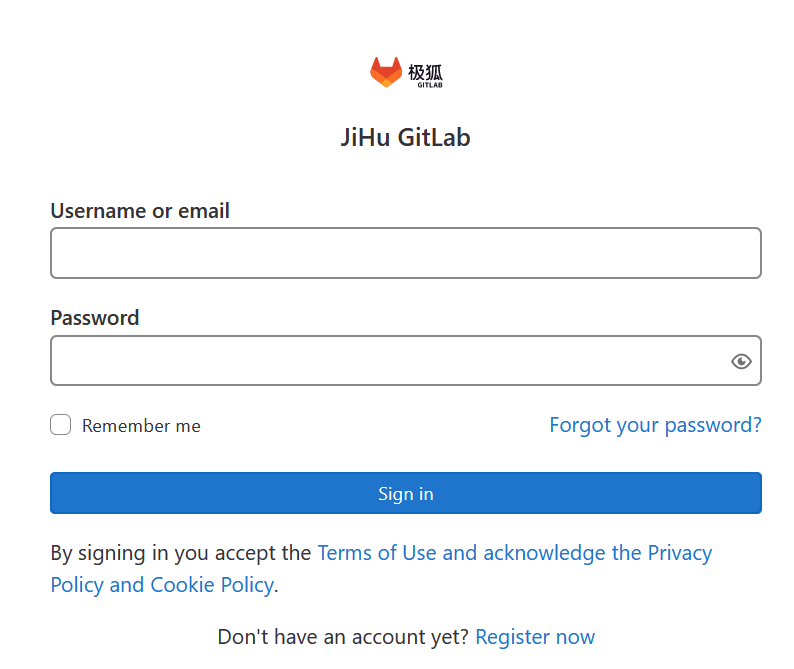 极狐
GITLAB
JiHu GitLab
Username or email
Password
Remember me
Forgot your password?
Sign in
By signing in you accept the Terms of Use and acknowledge the Privacy
Policy and Cookie Policy.
Don't have an account yet? Register now